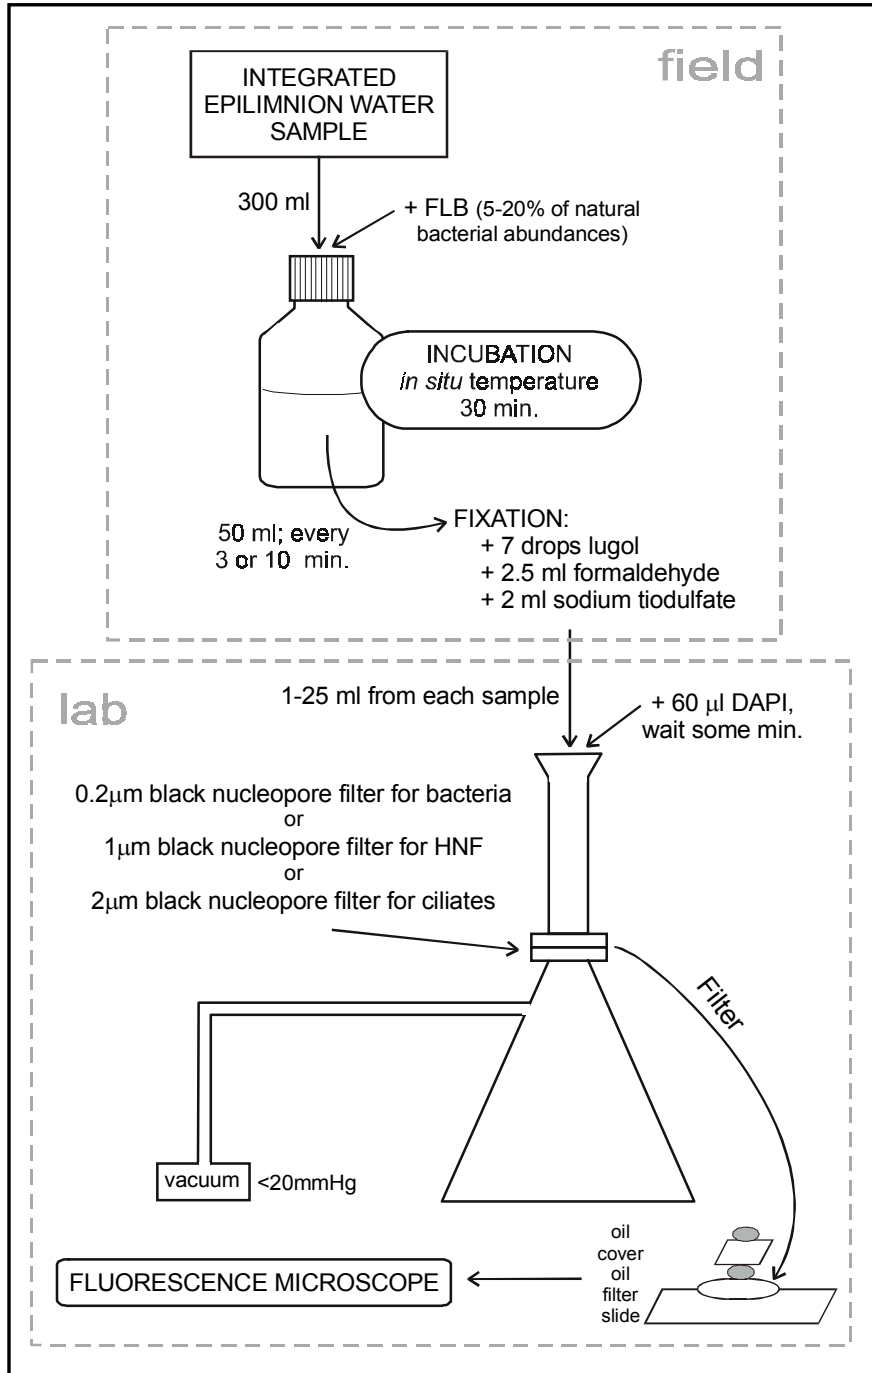 field
INTEGRATED
EPILIMNION WATER
SAMPLE
300 ml
+ FLB (5-20% of natural
bacterial abundances)
INCUBATION
in situ temperature
30 min.
50 ml; every
3 or 10 min.
FIXATION:
+ 7 drops lugol
+ 2.5 ml formaldehyde
+ 2 ml sodium tiodulfate
lab
1-25 ml from each sample
+ 60 μl DAPI,
wait some min.
0.2μm black nucleopore filter for bacteria
or
1μm black nucleopore filter for HNF
or
2μm black nucleopore filter for ciliates
Filter
vacuum
<20mmHg
oil
cover
oil
filter
slide
FLUORESCENCE MICROSCOPE